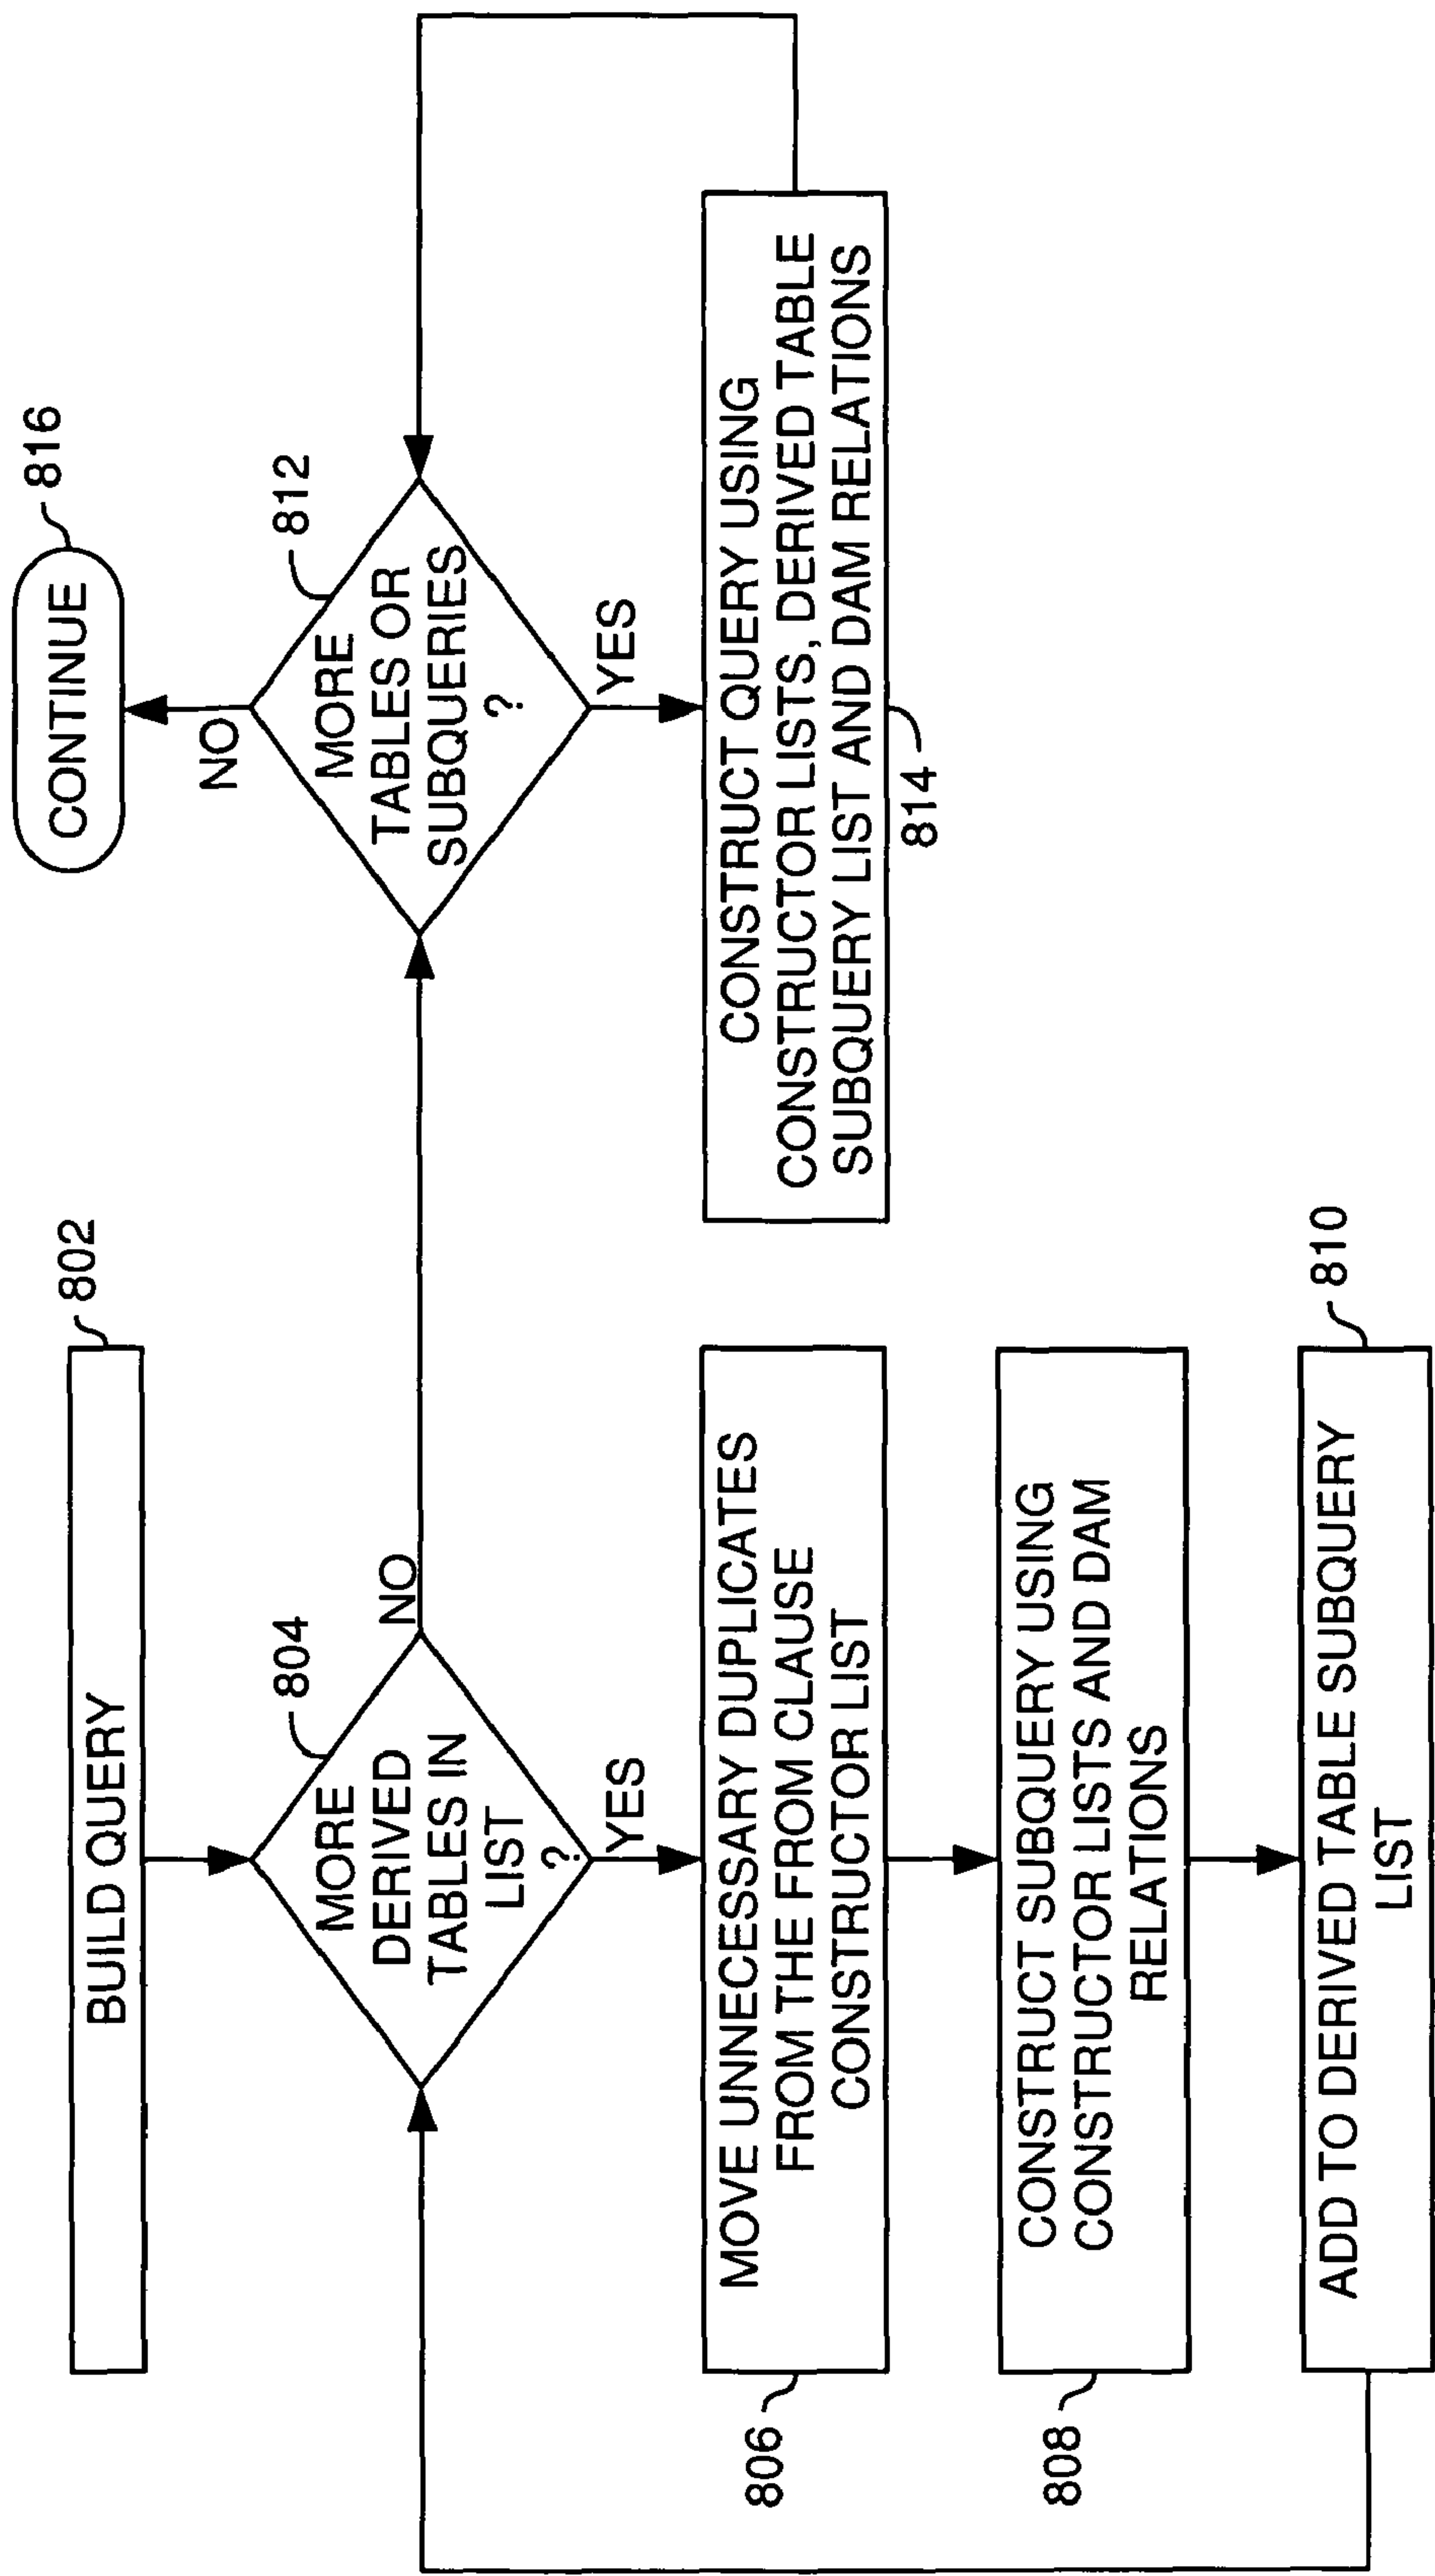 BUILD QUERY
802
804
MORE
DERIVED
TABLES IN
LIST
?
NO
YES
MOVE UNNECESSARY DUPLICATES
FROM THE FROM CLAUSE
CONSTRUCTOR LIST
806
CONSTRUCT SUBQUERY USING
CONSTRUCTOR LISTS AND DAM
RELATIONS
808
ADD TO DERIVED TABLE SUBQUERY
LIST
810
CONTINUE
816
NO
812
MORE
TABLES OR
SUBQUERIES
?
YES
CONSTRUCT QUERY USING
CONSTRUCTOR LISTS, DERIVED TABLE
SUBQUERY LIST AND DAM RELATIONS
814